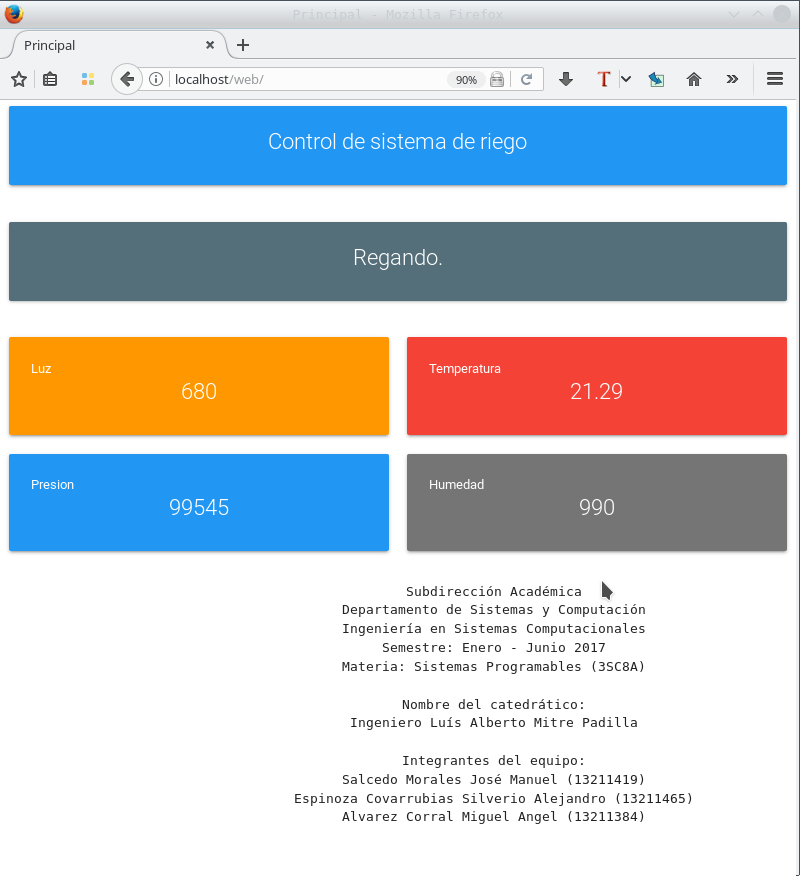 Principal - Mozilla Firefox
Principal
localhost/web/
90%
Control de sistema de riego
Regando.
Luz
680
Temperatura
21.29
Presion
99545
Humedad
990
Subdirección Académica
Departamento de Sistemas y Computación
Ingeniería en Sistemas Computacionales
Semestre: Enero - Junio 2017
Materia: Sistemas Programables (3SC8A)
Nombre del catedrático:
Ingeniero Luís Alberto Mitre Padilla
Integrantes del equipo:
Salcedo Morales José Manuel (13211419)
Espinoza Covarrubias Silverio Alejandro (13211465)
Alvarez Corral Miguel Angel (13211384)